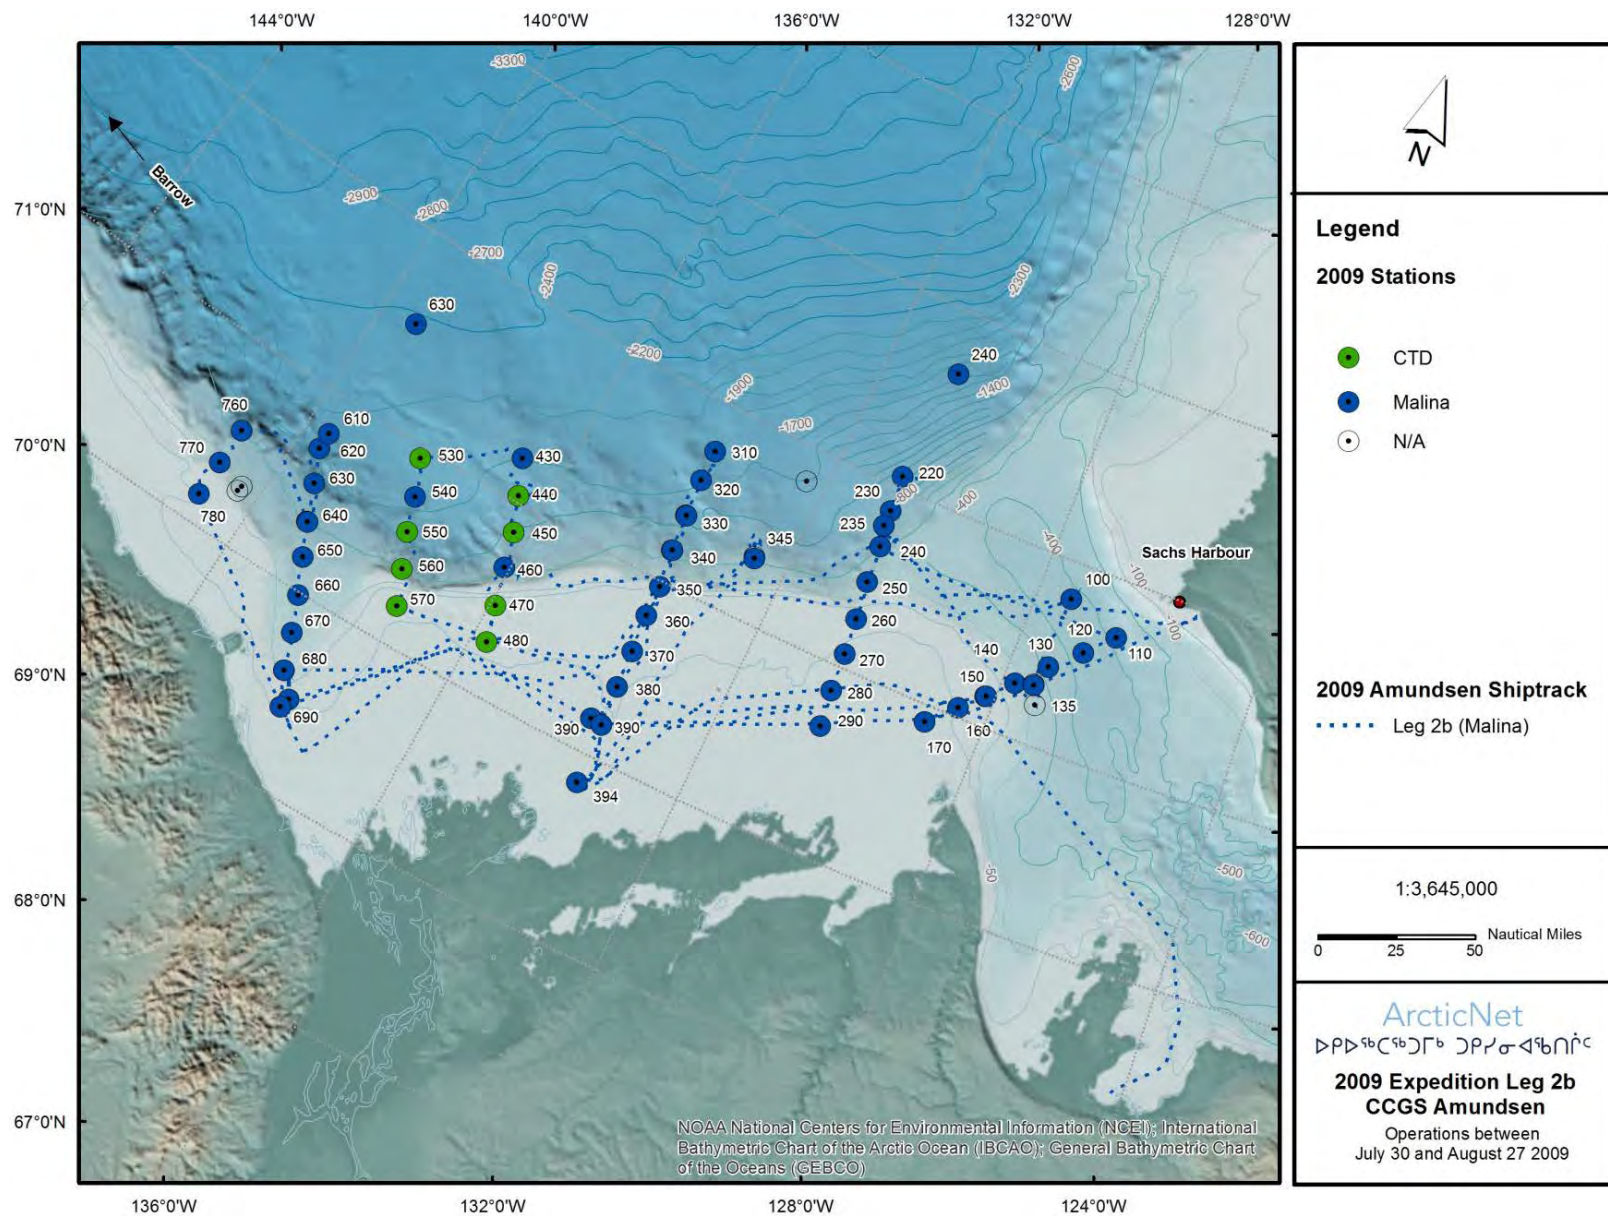 144°0'W 140°0'W 136°0'W 132°0'W 128°0'W
71°0'N
70°0'N
69°0'N
68°0'N
67°0'N
136°0'W 132°0'W 128°0'W 124°0'W
Barrow
-3300
-2600
-2900
-2800
-2700
-2400
-2300
-2200
-1900
-1400
-1700
-800
-400
-400
-100
-100
-50
-500
-600
630
240
760
610
770
620
530
430
310
220
630
540
440
320
230
780
640
550
450
330
235
345
650
560
460
340
240
Sachs Harbour
660
570
470
350
250
100
670
480
360
260
140
130
120
110
680
370
270
150
690
380
280
135
390
390
290
160
170
394
NOAA National Centers for Environmental Information (NCEI); International
Bathymetric Chart of the Arctic Ocean (IBCAO); General Bathymetric Chart
of the Oceans (GEBCO)
N
Legend
2009 Stations
CTD
Malina
N/A
2009 Amundsen Shiptrack
Leg 2b (Malina)
1:3,645,000
Nautical Miles
0 25 50
ArcticNet
ᐅᑭᐅᖅᑕᖅᑐᒥᒃ ᑐᑭᓯᓂᐊᖃᑎᒌᑦ
2009 Expedition Leg 2b
CCGS Amundsen
Operations between
July 30 and August 27 2009